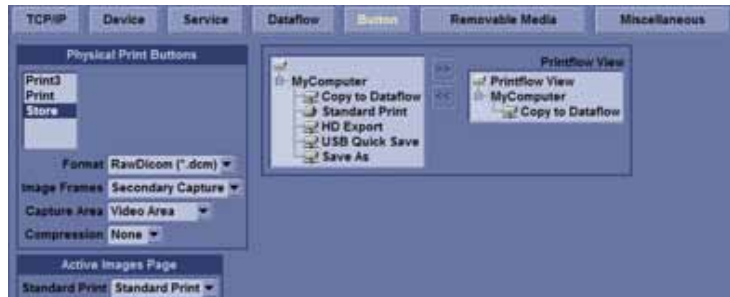 TCP/IP Device Service Dataflow Button Removable Media Miscellaneous
Physical Print Buttons
Print3
Print
Store
Format RawDicom (*.dcm)
Image Frames Secondary Capture
Capture Area Video Area
Compression None
Active Images Page
Standard Print Standard Print
MyComputer
Copy to Dataflow
Standard Print
HD Export
USB Quick Save
Save As
>>
<<
Printflow View
Printflow View
MyComputer
Copy to Dataflow